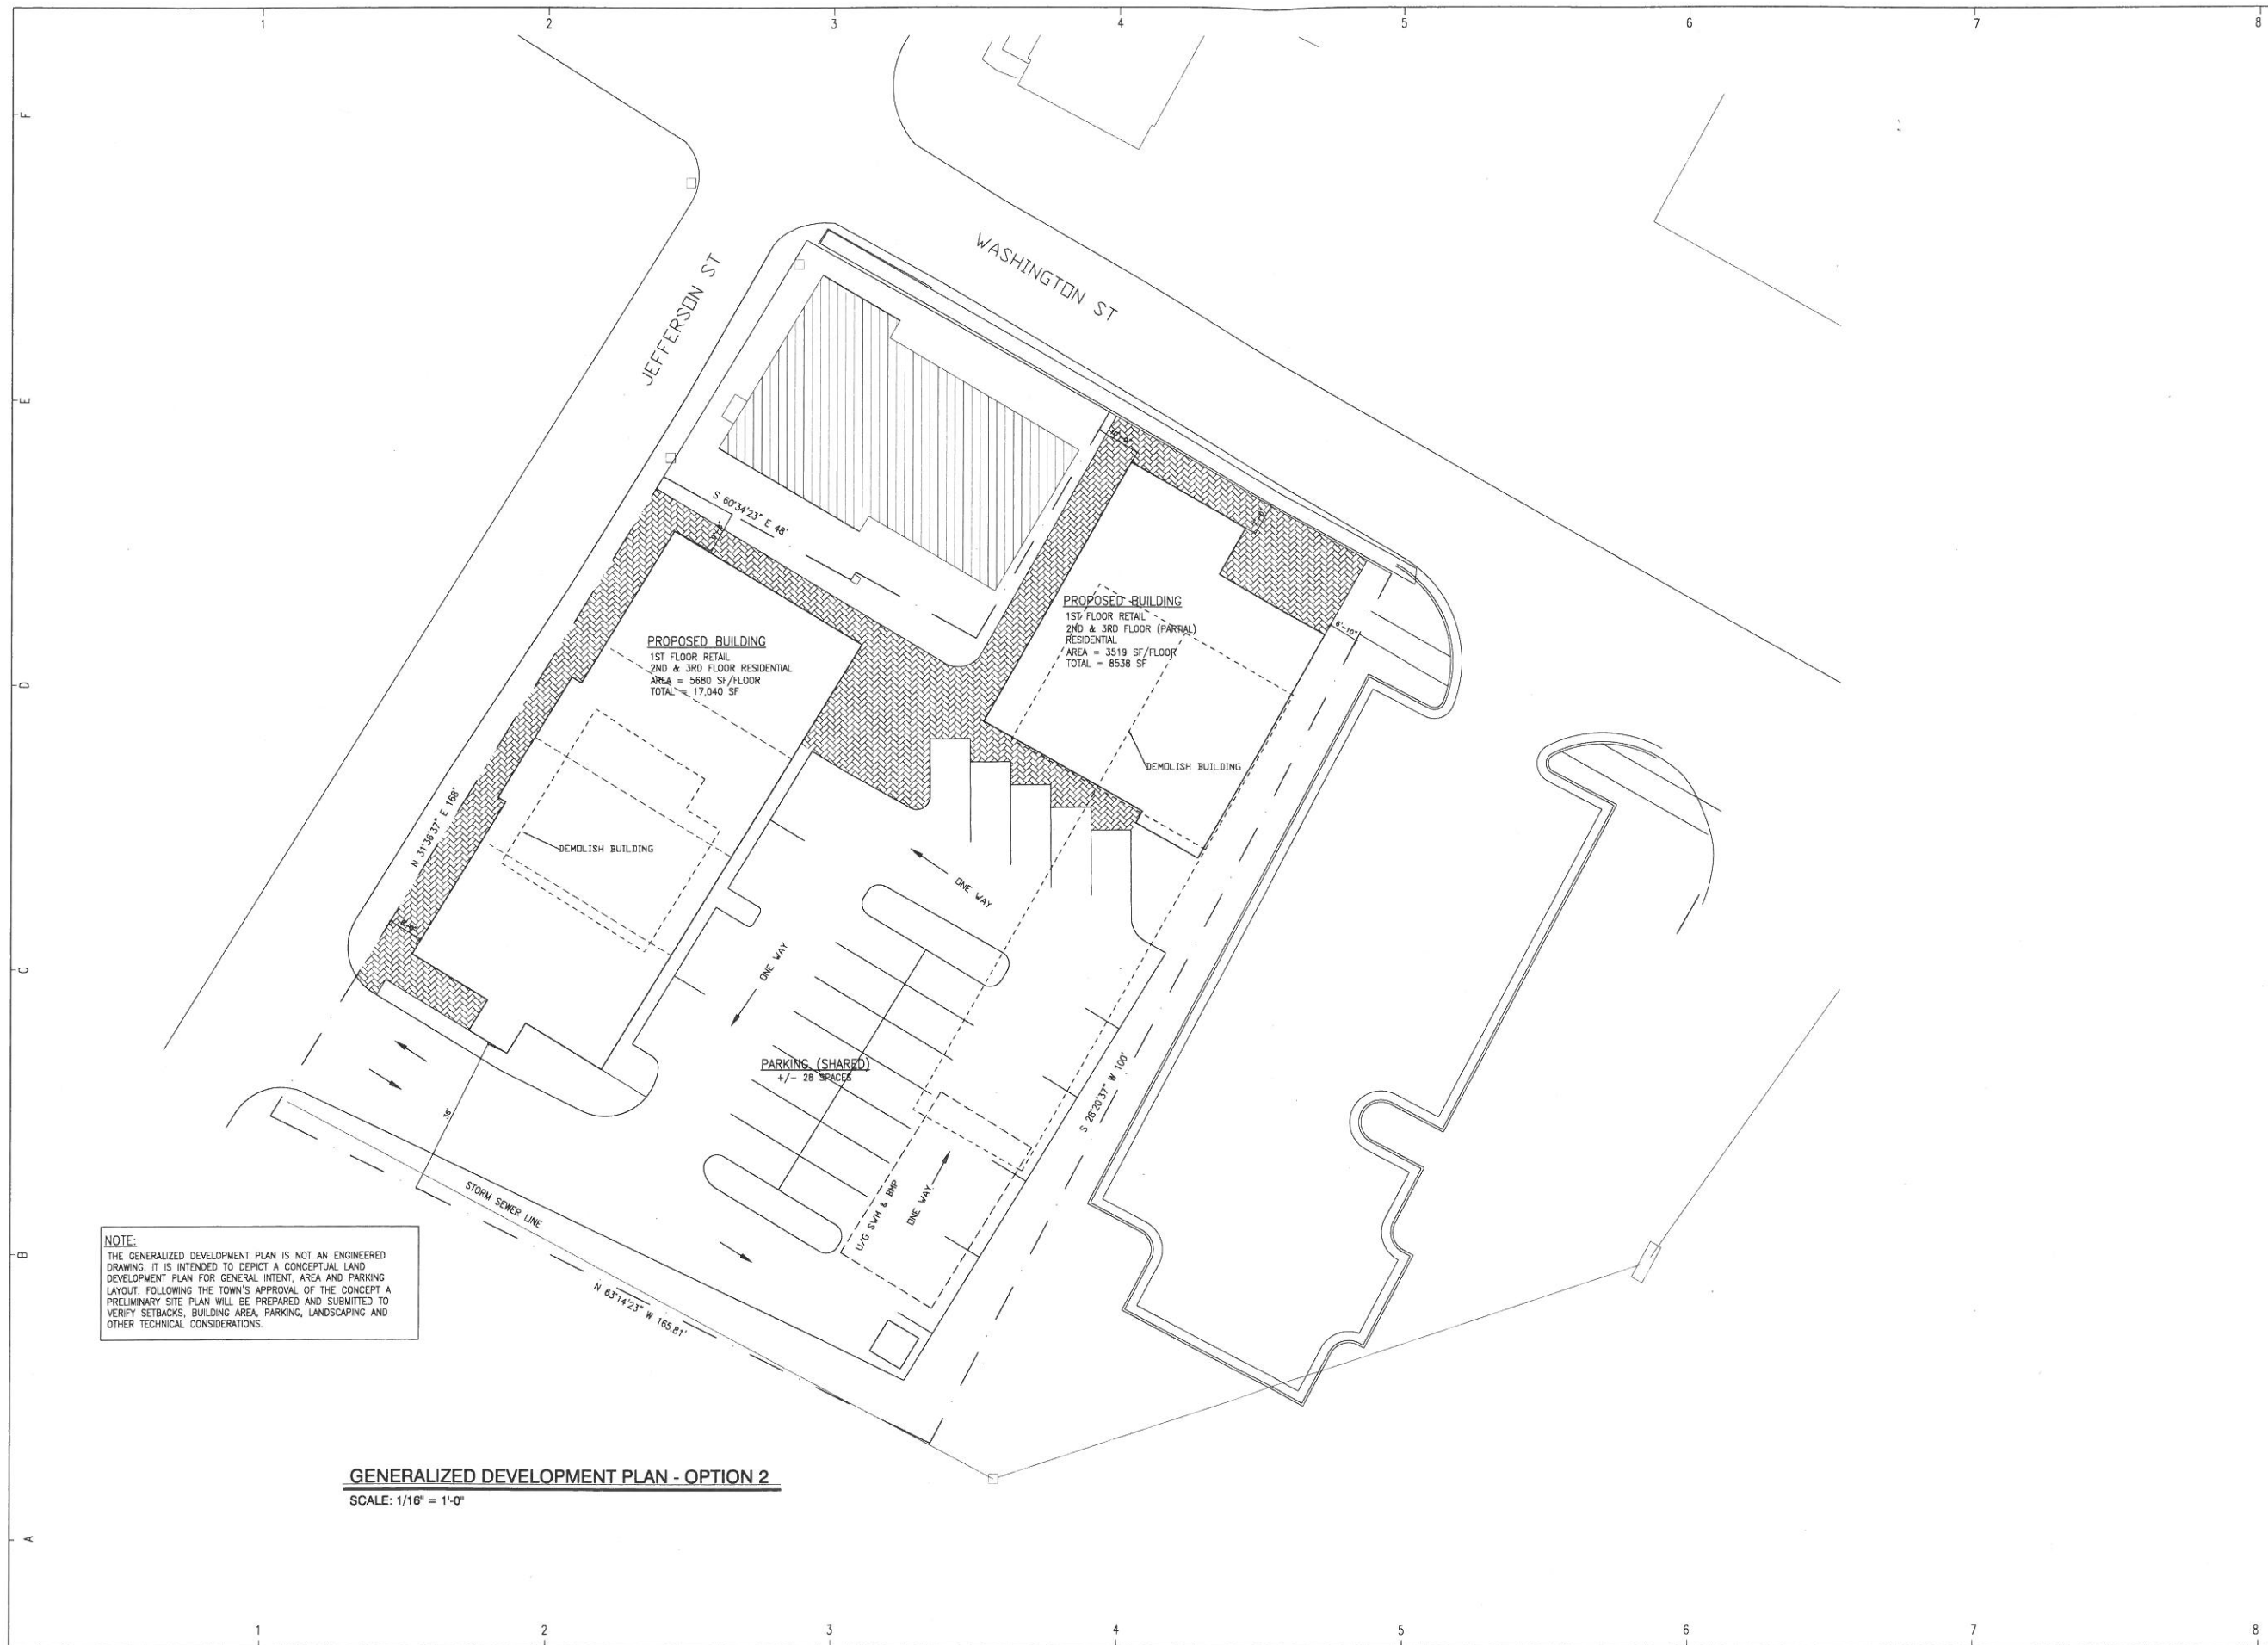 1 2 3 4 5 6 7 8
F
E
D
C
B
A
JEFFERSON ST
WASHINGTON ST
S 60°34'23" E 48'
PROPOSED BUILDING
1ST FLOOR RETAIL
2ND & 3RD FLOOR RESIDENTIAL
AREA = 5680 SF/FLOOR
TOTAL = 17,040 SF
PROPOSED BUILDING
1ST FLOOR RETAIL
2ND & 3RD FLOOR (PARTIAL)
RESIDENTIAL
AREA = 3519 SF/FLOOR
TOTAL = 8538 SF
6'-10"
DEMOLISH BUILDING
DEMOLISH BUILDING
N 31°36'37" E 168'
ONE WAY
ONE WAY
PARKING (SHARED)
+/- 28 SPACES
36'
S 28°20'37" W 100'
U/G SWM & BMP
ONE WAY
STORM SEWER LINE
N 63°14'23" W 165.81'
NOTE:
THE GENERALIZED DEVELOPMENT PLAN IS NOT AN ENGINEERED
DRAWING. IT IS INTENDED TO DEPICT A CONCEPTUAL LAND
DEVELOPMENT PLAN FOR GENERAL INTENT, AREA AND PARKING
LAYOUT. FOLLOWING THE TOWN'S APPROVAL OF THE CONCEPT A
PRELIMINARY SITE PLAN WILL BE PREPARED AND SUBMITTED TO
VERIFY SETBACKS, BUILDING AREA, PARKING, LANDSCAPING AND
OTHER TECHNICAL CONSIDERATIONS.
GENERALIZED DEVELOPMENT PLAN - OPTION 2
SCALE: 1/16" = 1'-0"
1 2 3 4 5 6 7 8